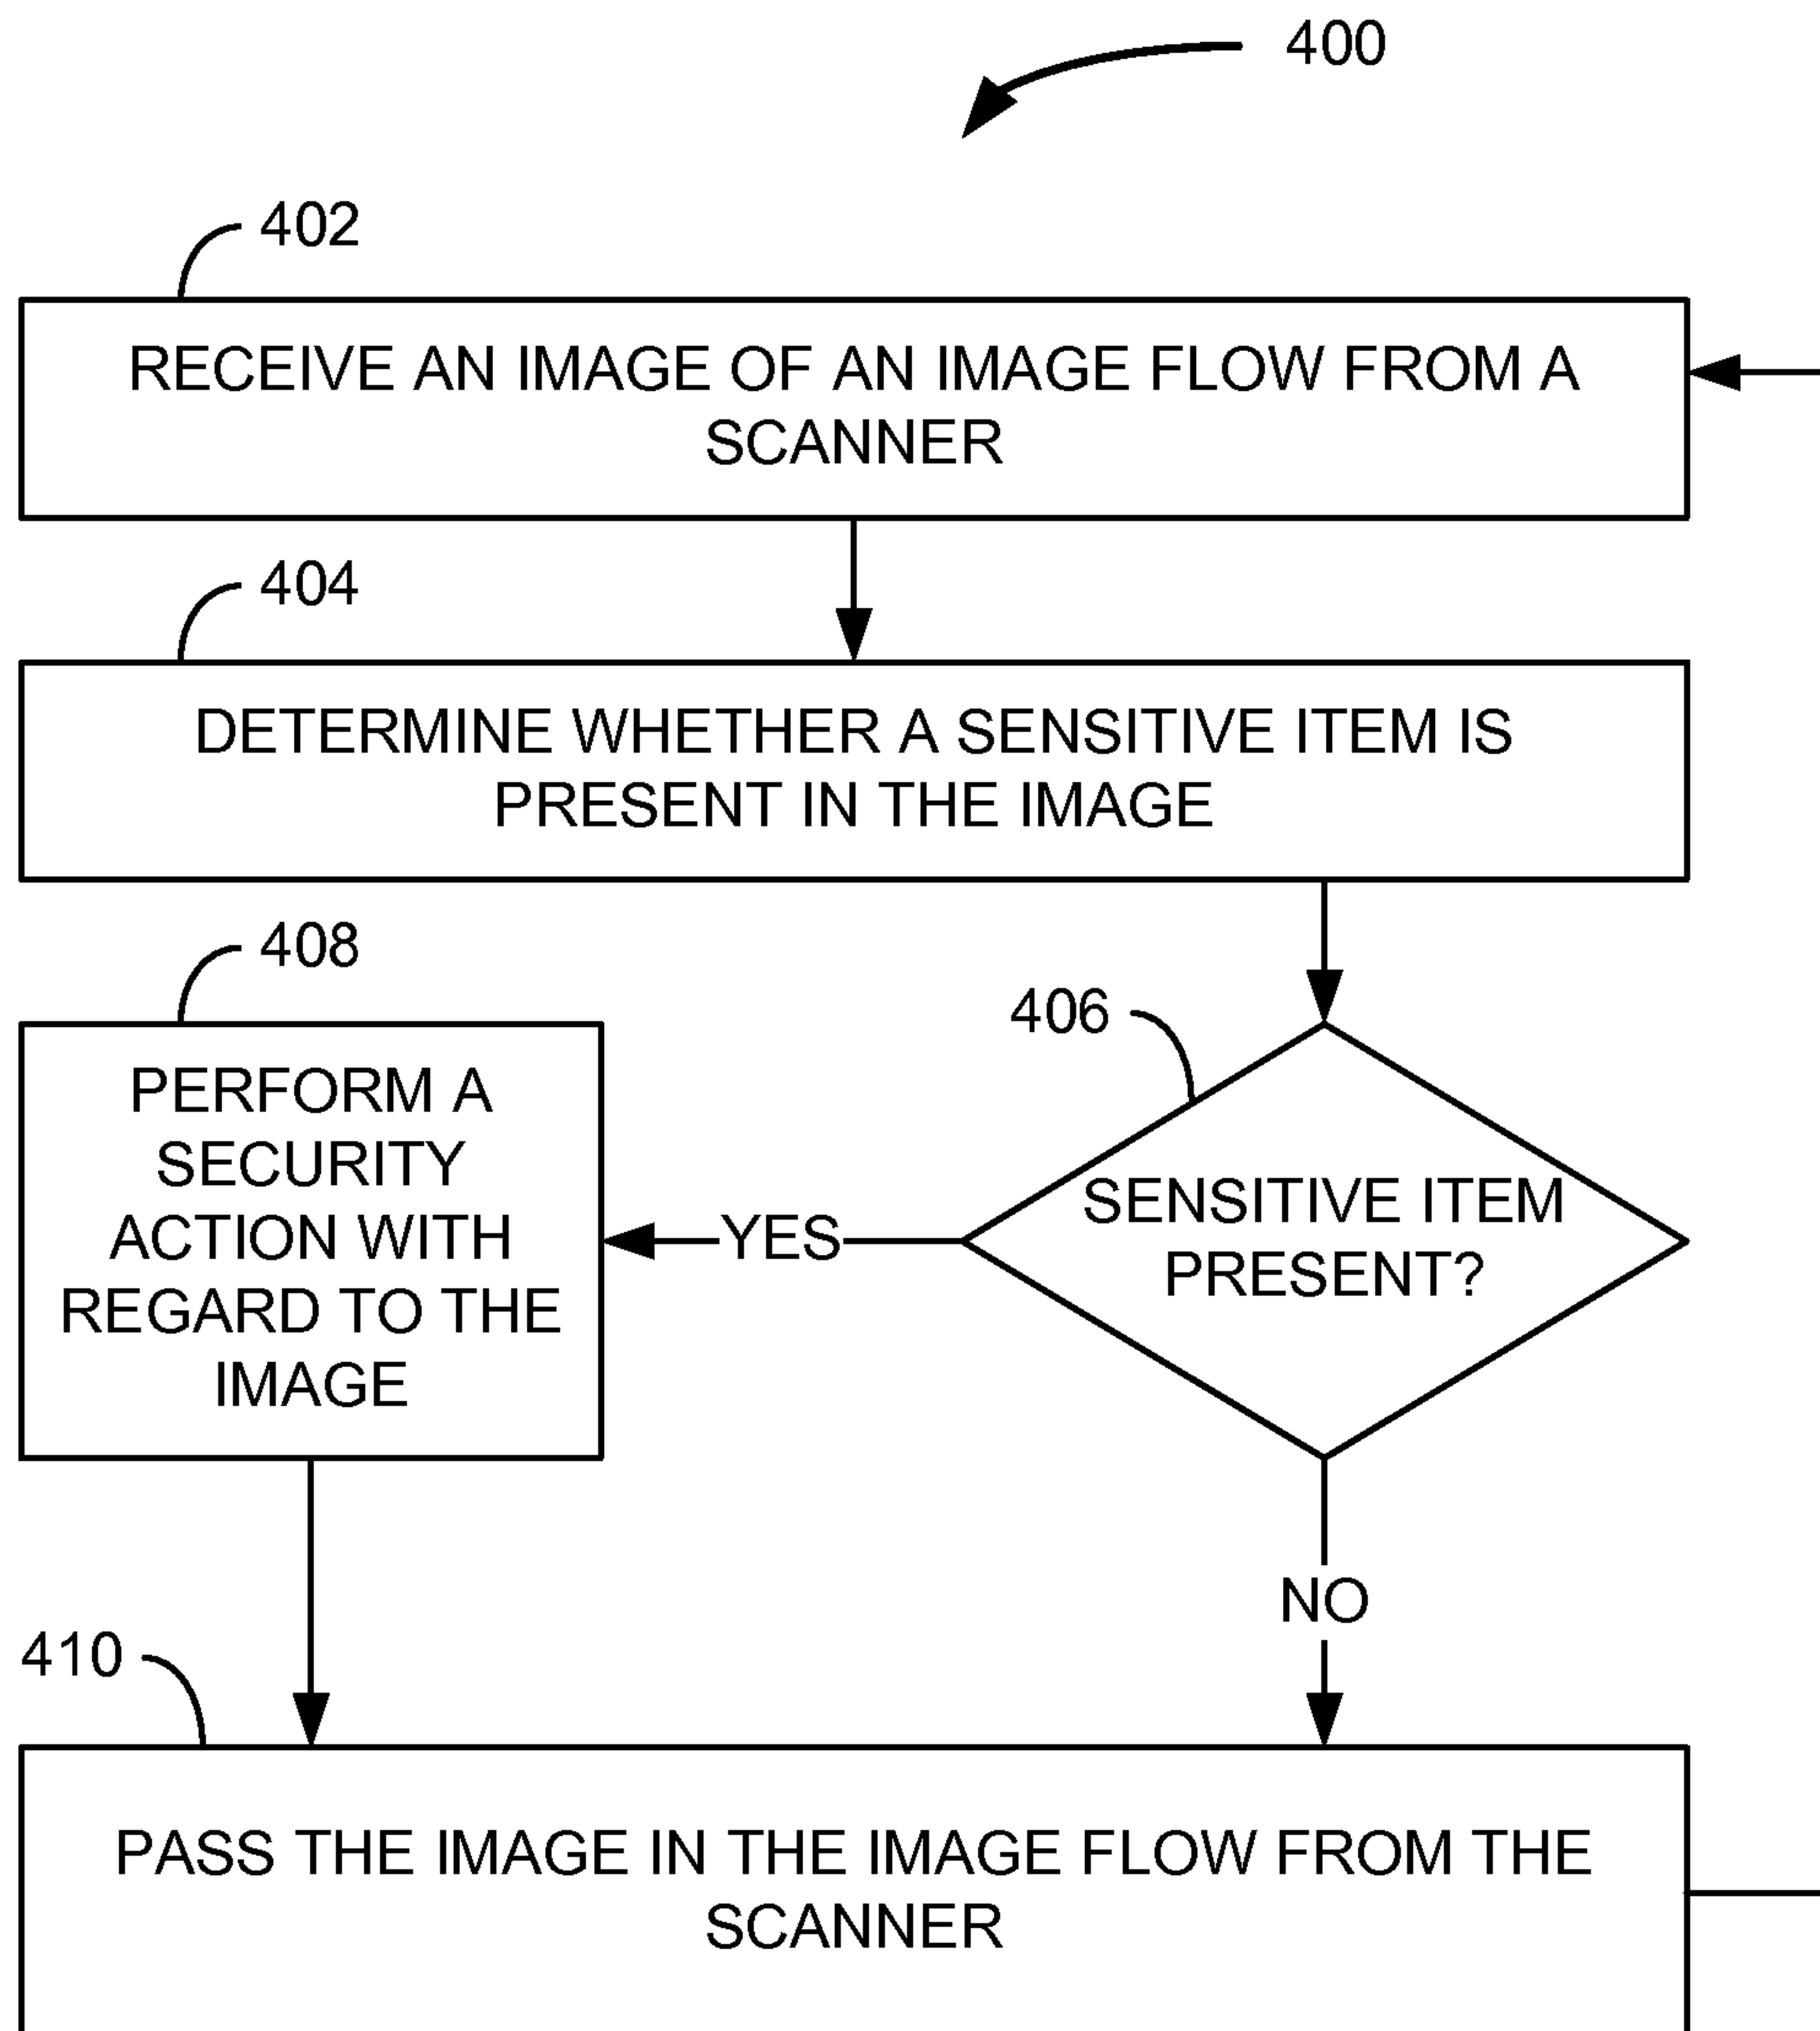 400
402
RECEIVE AN IMAGE OF AN IMAGE FLOW FROM A
SCANNER
404
DETERMINE WHETHER A SENSITIVE ITEM IS
PRESENT IN THE IMAGE
408
PERFORM A
SECURITY
ACTION WITH
REGARD TO THE
IMAGE
406
SENSITIVE ITEM
PRESENT?
YES
NO
410
PASS THE IMAGE IN THE IMAGE FLOW FROM THE
SCANNER